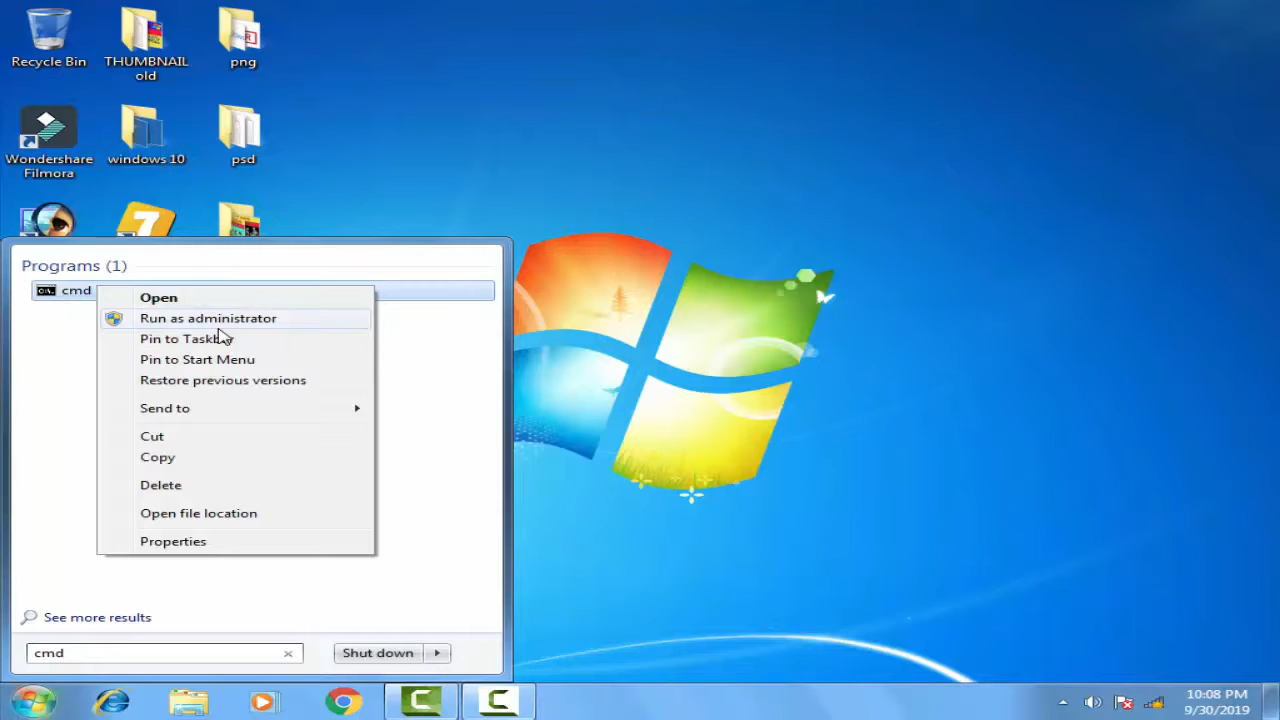 Recycle Bin
THUMBNAIL
old
png
Wondershare
Filmora
windows 10
psd
7
Programs (1)
cmd
Open
Run as administrator
Pin to Taskbar
Pin to Start Menu
Restore previous versions
Send to
Cut
Copy
Delete
Open file location
Properties
See more results
cmd
Shut down
10:08 PM
9/30/2019